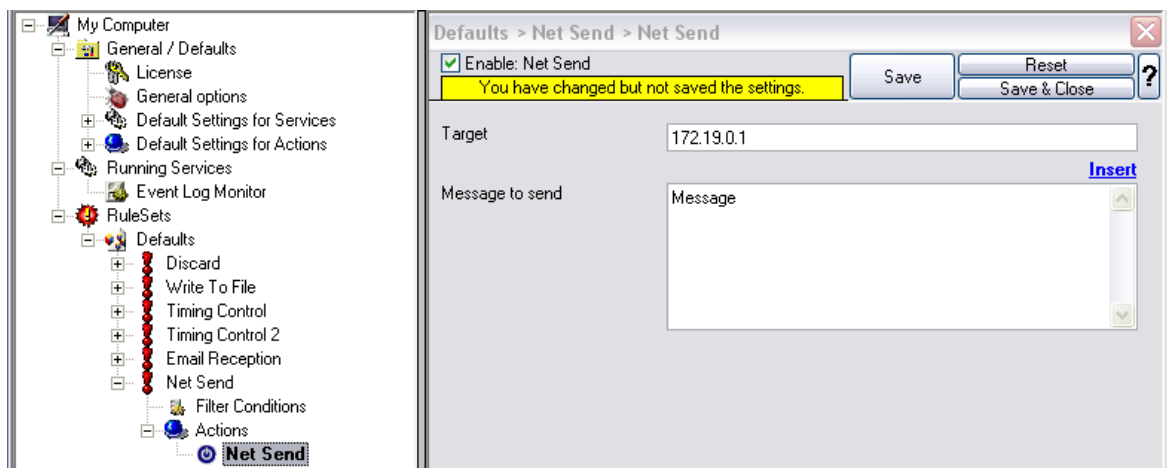 My Computer
General / Defaults
License
General options
Default Settings for Services
Default Settings for Actions
Running Services
Event Log Monitor
RuleSets
Defaults
Discard
Write To File
Timing Control
Timing Control 2
Email Reception
Net Send
Filter Conditions
Actions
Net Send
Defaults > Net Send > Net Send
Enable: Net Send
You have changed but not saved the settings.
Save
Reset
Save & Close
?
Target
172.19.0.1
Insert
Message to send
Message